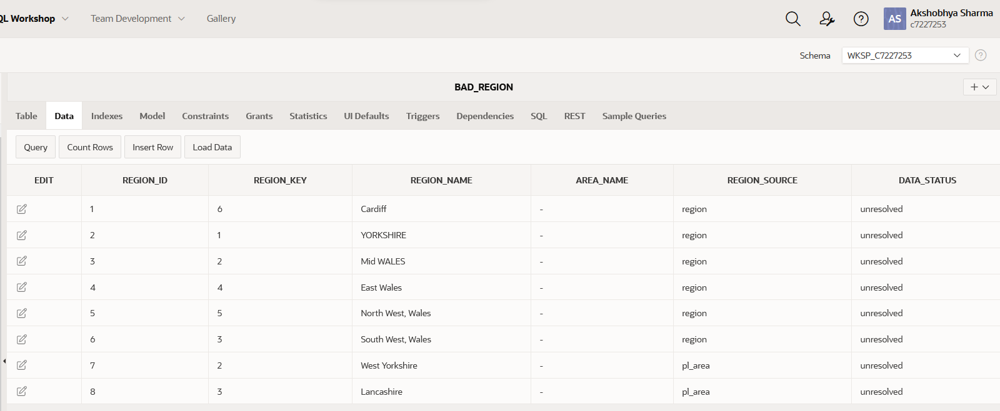 QL Workshop Team Development Gallery AS Akshobhya Sharma
c7227253
Schema WKSP_C7227253
BAD_REGION
Table Data Indexes Model Constraints Grants Statistics UI Defaults Triggers Dependencies SQL REST Sample Queries
Query Count Rows Insert Row Load Data
EDIT REGION_ID REGION_KEY REGION_NAME AREA_NAME REGION_SOURCE DATA_STATUS
1 6 Cardiff - region unresolved
2 1 YORKSHIRE - region unresolved
3 2 Mid WALES - region unresolved
4 4 East Wales - region unresolved
5 5 North West, Wales - region unresolved
6 3 South West, Wales - region unresolved
7 2 West Yorkshire - pl_area unresolved
8 3 Lancashire - pl_area unresolved